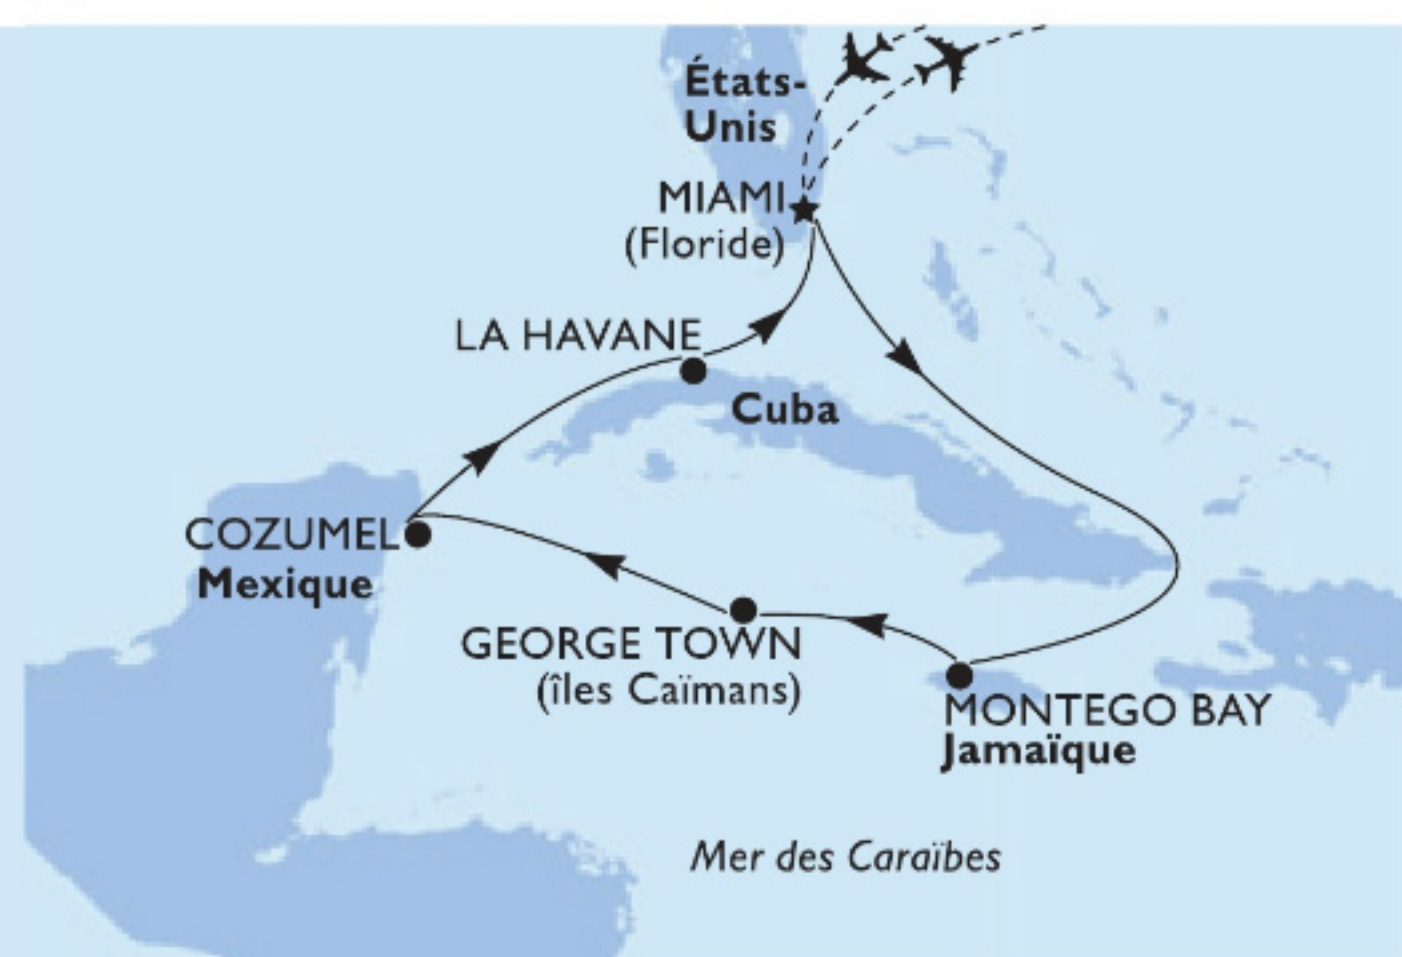 États-
Unis
MIAMI
(Floride)
LA HAVANE
Cuba
COZUMEL
Mexique
GEORGE TOWN
(îles Caïmans)
MONTEGO BAY
Jamaïque
Mer des Caraïbes